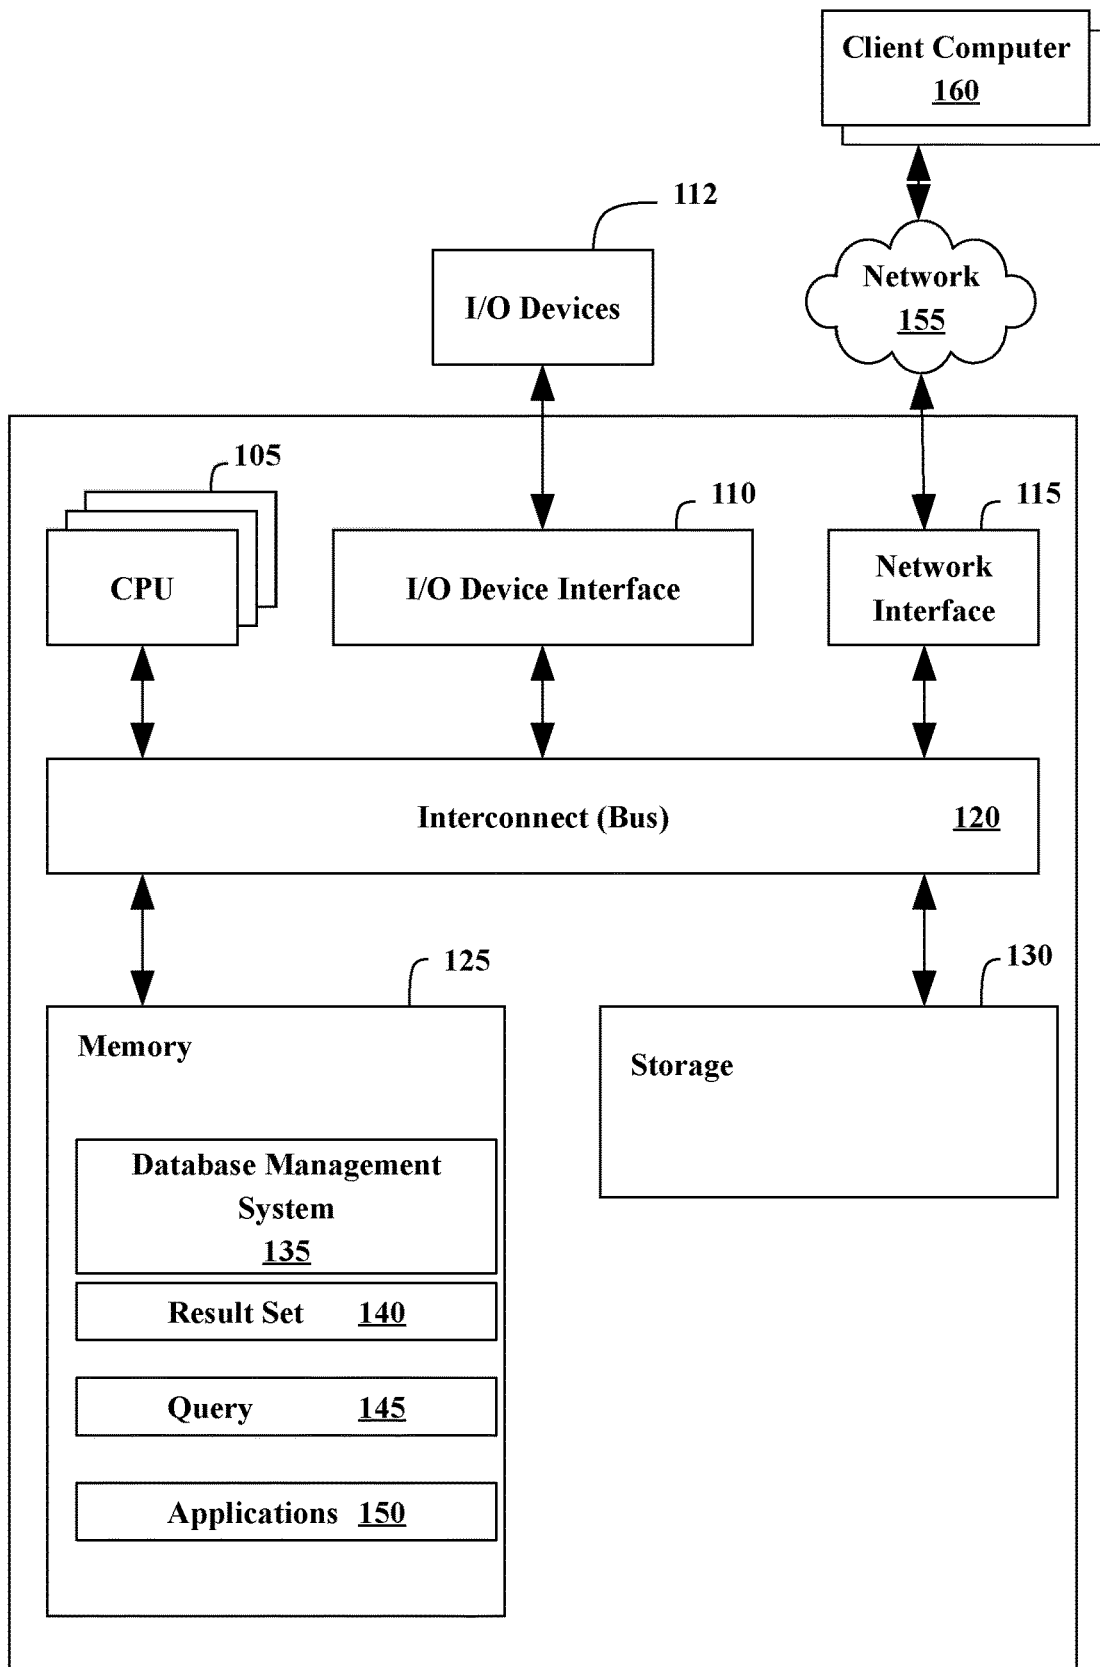 Client Computer
160
112
I/O Devices
Network
155
105
110
115
CPU
I/O Device Interface
Network
Interface
Interconnect (Bus)
120
125
130
Memory
Storage
Database Management
System
135
Result Set 140
Query 145
Applications 150